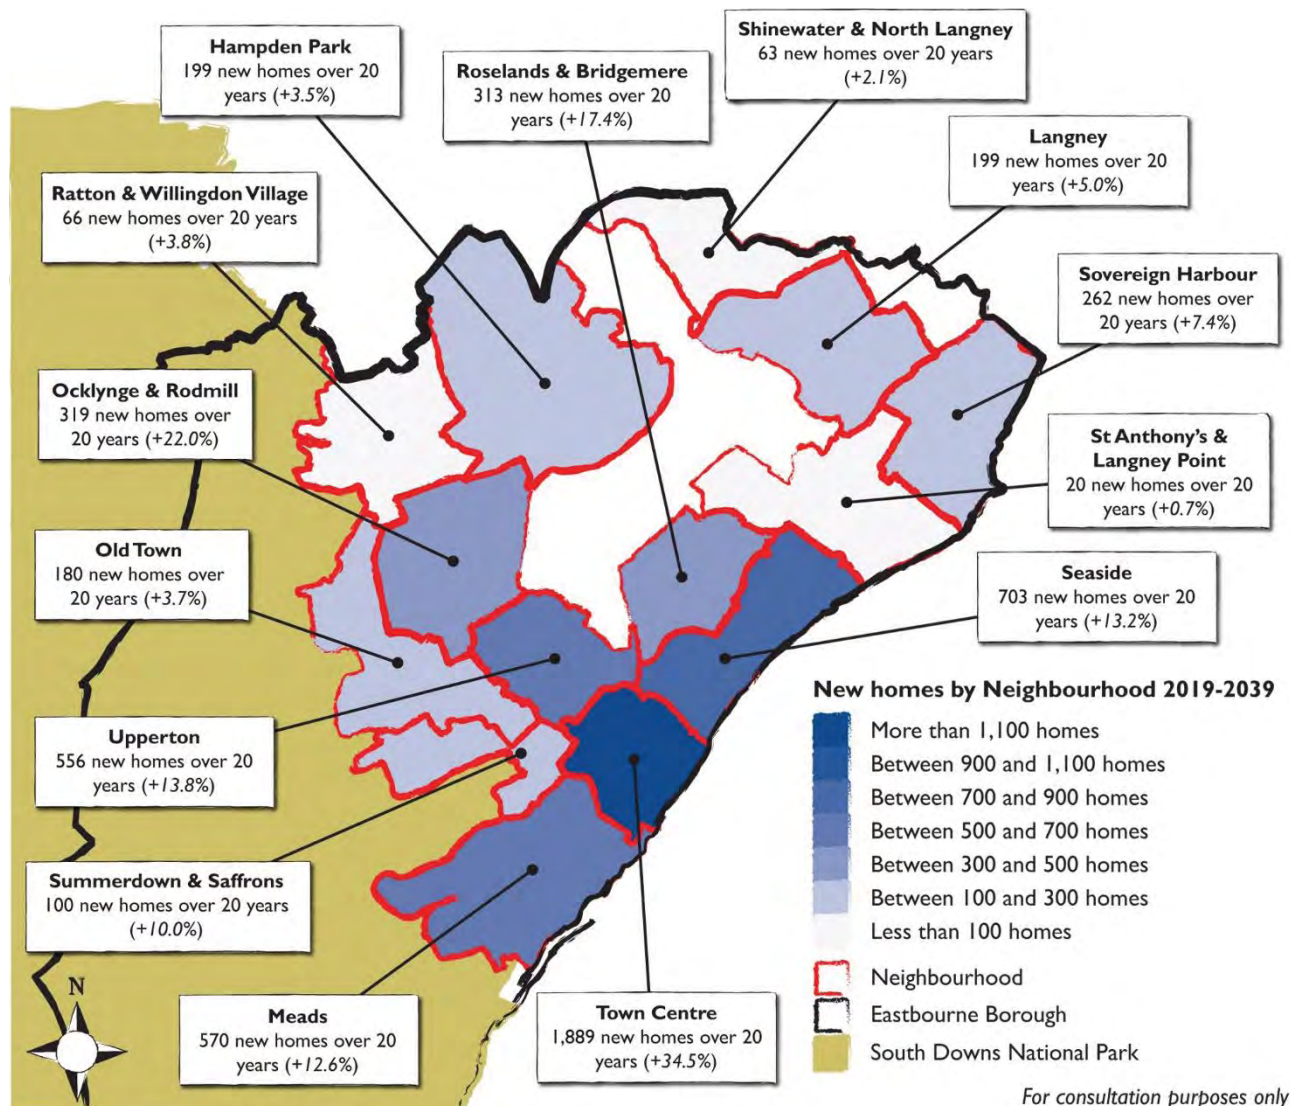 Hampden Park
199 new homes over 20
years (+3.5%)
Roselands & Bridgemere
313 new homes over 20
years (+17.4%)
Shinewater & North Langney
63 new homes over 20 years
(+2.1%)
Langney
199 new homes over 20
years (+5.0%)
Ratton & Willingdon Village
66 new homes over 20 years
(+3.8%)
Sovereign Harbour
262 new homes over
20 years (+7.4%)
Ocklynge & Rodmill
319 new homes over
20 years (+22.0%)
St Anthony's &
Langney Point
20 new homes over 20
years (+0.7%)
Old Town
180 new homes over
20 years (+3.7%)
Seaside
703 new homes over 20
years (+13.2%)
Upperton
556 new homes over 20
years (+13.8%)
Summerdown & Saffrons
100 new homes over 20 years
(+10.0%)
Meads
570 new homes over 20
years (+12.6%)
Town Centre
1,889 new homes over 20
years (+34.5%)
New homes by Neighbourhood 2019-2039
More than 1,100 homes
Between 900 and 1,100 homes
Between 700 and 900 homes
Between 500 and 700 homes
Between 300 and 500 homes
Between 100 and 300 homes
Less than 100 homes
Neighbourhood
Eastbourne Borough
South Downs National Park
N
For consultation purposes only